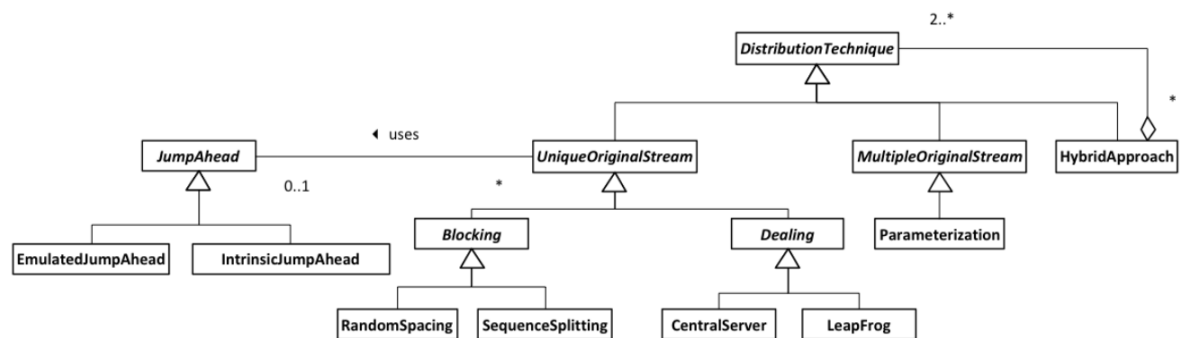 2..*
DistributionTechnique
*
◄ uses
JumpAhead
UniqueOriginalStream
MultipleOriginalStream
HybridApproach
0..1
*
Blocking
Dealing
Parameterization
EmulatedJumpAhead
IntrinsicJumpAhead
RandomSpacing
SequenceSplitting
CentralServer
LeapFrog